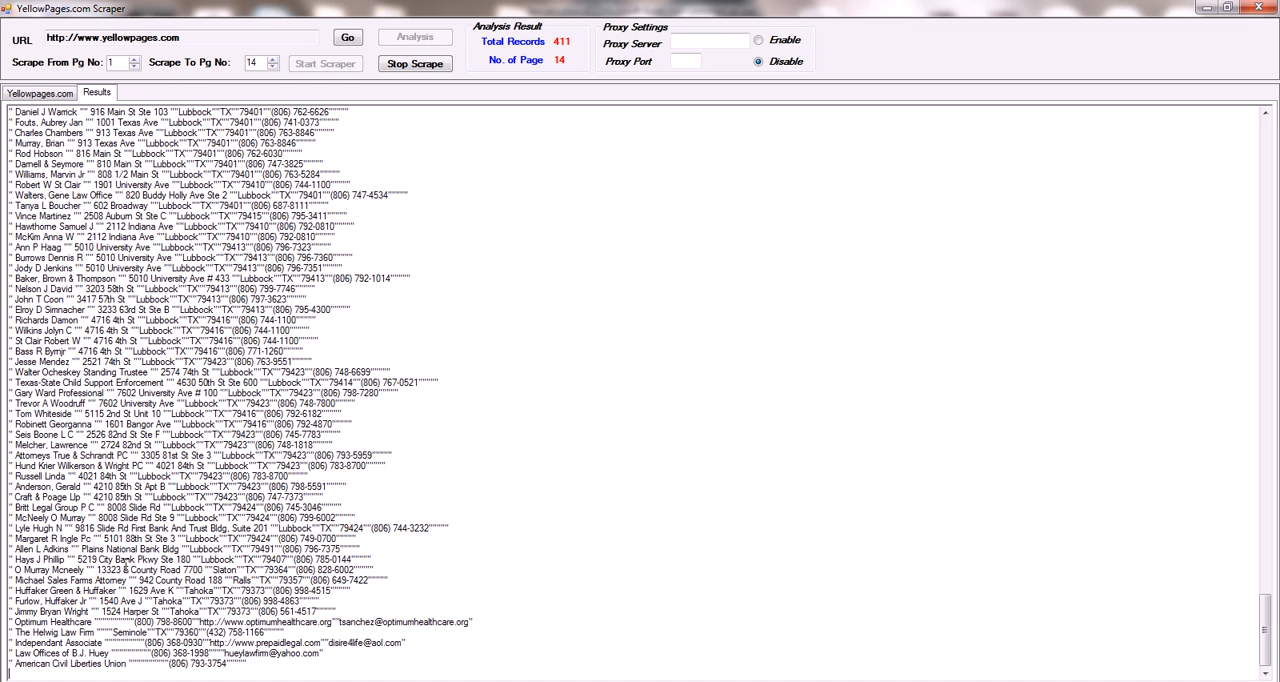 YellowPages.com Scraper
URL http://www.yellowpages.com Go Analysis
Scrape From Pg No: 1 Scrape To Pg No: 14 Start Scraper Stop Scrape
Analysis Result
Total Records 411
No. of Page 14
Proxy Settings
Proxy Server Enable
Proxy Port Disable
Yellowpages.com Results
" Daniel J Warrick "" 916 Main St Ste 103 ""Lubbock""TX""79401""(806) 762-6626""""""
" Fouts, Aubrey Jan "" 1001 Texas Ave ""Lubbock""TX""79401""(806) 741-0373""""""
" Charles Chambers "" 913 Texas Ave ""Lubbock""TX""79401""(806) 763-8846""""""
" Murray, Brian "" 913 Texas Ave ""Lubbock""TX""79401""(806) 763-8846""""""
" Rod Hobson "" 816 Main St ""Lubbock""TX""79401""(806) 762-6030""""""
" Darnell & Seymore "" 810 Main St ""Lubbock""TX""79401""(806) 747-3825""""""
" Williams, Marvin Jr "" 808 1/2 Main St ""Lubbock""TX""79401""(806) 763-5284""""""
" Robert W St Clair "" 1901 University Ave ""Lubbock""TX""79410""(806) 744-1100""""""
" Walters, Gene Law Office "" 820 Buddy Holly Ave Ste 2 ""Lubbock""TX""79401""(806) 747-4534""""""
" Tanya L Boucher "" 602 Broadway ""Lubbock""TX""79401""(806) 687-8111""""""
" Vince Martinez "" 2508 Auburn St Ste C ""Lubbock""TX""79415""(806) 795-3411""""""
" Hawthorne Samuel J "" 2112 Indiana Ave ""Lubbock""TX""79410""(806) 792-0810""""""
" McKim Anna W "" 2112 Indiana Ave ""Lubbock""TX""79410""(806) 792-0810""""""
" Ann P Haag "" 5010 University Ave ""Lubbock""TX""79413""(806) 796-7323""""""
" Burrows Dennis R "" 5010 University Ave ""Lubbock""TX""79413""(806) 796-7360""""""
" Jody D Jenkins "" 5010 University Ave ""Lubbock""TX""79413""(806) 796-7351""""""
" Baker, Brown & Thompson "" 5010 University Ave # 433 ""Lubbock""TX""79413""(806) 792-1014""""""
" Nelson J David "" 3203 58th St ""Lubbock""TX""79413""(806) 799-7746""""""
" John T Coon "" 3417 57th St ""Lubbock""TX""79413""(806) 797-3623""""""
" Elroy D Simnacher "" 3233 63rd St Ste B ""Lubbock""TX""79413""(806) 795-4300""""""
" Richards Damon "" 4716 4th St ""Lubbock""TX""79416""(806) 744-1100""""""
" Wilkins Jolyn C "" 4716 4th St ""Lubbock""TX""79416""(806) 744-1100""""""
" St Clair Robert W "" 4716 4th St ""Lubbock""TX""79416""(806) 744-1100""""""
" Bass R Byrnjr "" 4716 4th St ""Lubbock""TX""79416""(806) 771-1260""""""
" Jesse Mendez "" 2521 74th St ""Lubbock""TX""79423""(806) 763-9551""""""
" Walter Ocheskey Standing Trustee "" 2574 74th St ""Lubbock""TX""79423""(806) 748-6699""""""
" Texas-State Child Support Enforcement "" 4630 50th St Ste 600 ""Lubbock""TX""79414""(806) 767-0521""""""
" Gary Ward Professional "" 7602 University Ave # 100 ""Lubbock""TX""79423""(806) 798-7280""""""
" Trevor A Woodruff "" 7602 University Ave ""Lubbock""TX""79423""(806) 748-7800""""""
" Tom Whiteside "" 5115 2nd St Unit 10 ""Lubbock""TX""79416""(806) 792-6182""""""
" Robinett Georganna "" 1601 Bangor Ave ""Lubbock""TX""79416""(806) 792-4870""""""
" Seis Boone L C "" 2526 82nd St Ste F ""Lubbock""TX""79423""(806) 745-7783""""""
" Melcher, Lawrence "" 2724 82nd St ""Lubbock""TX""79423""(806) 748-1818""""""
" Attorneys True & Schrandt PC "" 3305 81st St Ste 3 ""Lubbock""TX""79423""(806) 793-5959""""""
" Hund Krier Wilkerson & Wright PC "" 4021 84th St ""Lubbock""TX""79423""(806) 783-8700""""""
" Russell Linda "" 4021 84th St ""Lubbock""TX""79423""(806) 783-8700""""""
" Anderson, Gerald "" 4210 85th St Apt B ""Lubbock""TX""79423""(806) 798-5591""""""
" Craft & Poage Llp "" 4210 85th St ""Lubbock""TX""79423""(806) 747-7373""""""
" Britt Legal Group P C "" 8008 Slide Rd ""Lubbock""TX""79424""(806) 745-3046""""""
" McNeely O Murray "" 8008 Slide Rd Ste 9 ""Lubbock""TX""79424""(806) 799-6002""""""
" Lyle Hugh N "" 9816 Slide Rd First Bank And Trust Bldg, Suite 201 ""Lubbock""TX""79424""(806) 744-3232""""""
" Margaret R Ingle Pc "" 5101 88th St Ste 3 ""Lubbock""TX""79424""(806) 749-0700""""""
" Allen L Adkins "" Plains National Bank Bldg ""Lubbock""TX""79491""(806) 796-7375""""""
" Hays J Phillip "" 5219 City Bank Pkwy Ste 180 ""Lubbock""TX""79407""(806) 785-0144""""""
" O Murray Mcneely "" 13323 County Road 7700 ""Slaton""TX""79364""(806) 828-6002""""""
" Michael Sales Farms Attorney "" 942 County Road 188 ""Ralls""TX""79357""(806) 649-7422""""""
" Huffaker Green & Huffaker "" 1629 Ave K ""Tahoka""TX""79373""(806) 998-4515""""""
" Furlow, Huffaker Jr "" 1540 Ave J ""Tahoka""TX""79373""(806) 998-4863""""""
" Jimmy Bryan Wright "" 1524 Harper St ""Tahoka""TX""79373""(806) 561-4517""""""
" Optimum Healthcare """"""""""(800) 798-8600""http://www.optimumhealthcare.org""tsanchez@optimumhealthcare.org"
" The Helwig Law Firm """"Seminole""TX""79360""(432) 758-1166""""""
" Independant Associate """"""""""(806) 368-0930""http://www.prepaidlegal.com""disire4life@aol.com"
" Law Offices of B.J. Huey """"""""""(806) 368-1998""""hueylawfirm@yahoo.com"
" American Civil Liberties Union """"""""""(806) 793-3754""""""